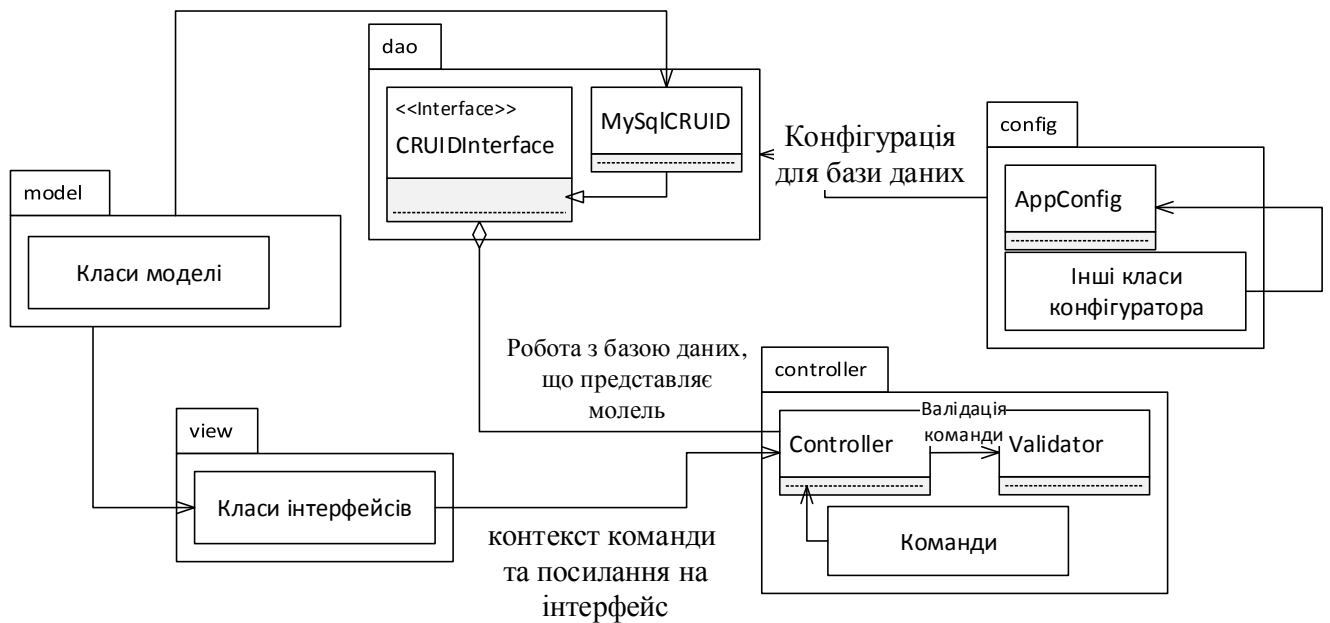 dao
<<Interface>>
CRUIDInterface
MySqlCRUID
Конфігурація
для бази даних
config
AppConfig
Інші класи
конфігуратора
model
Класи моделі
Робота з базою даних,
що представляє
молель
controller
Валідація
команди
Controller
Validator
Команди
view
Класи інтерфейсів
контекст команди
та посилання на
інтерфейс